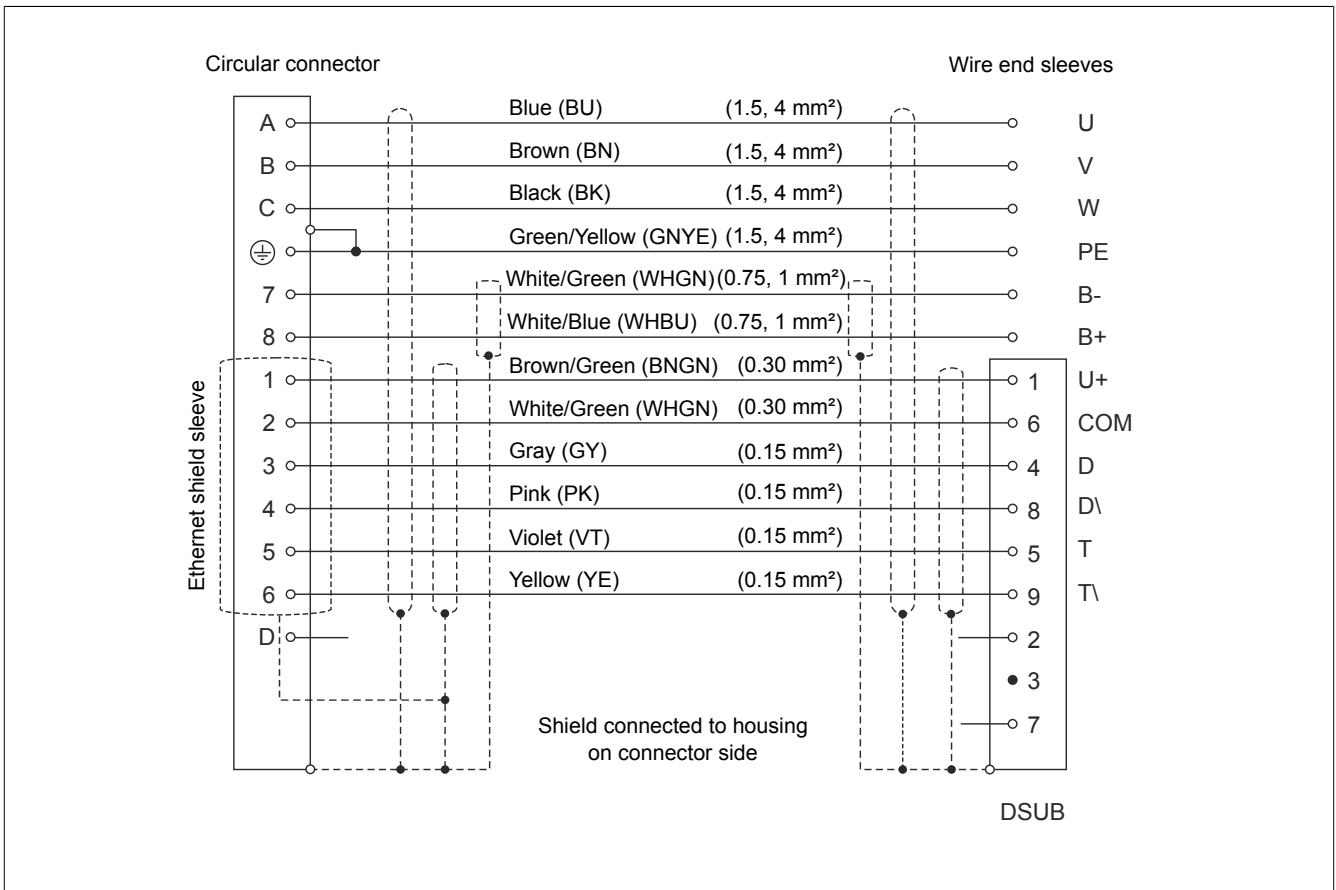 Circular connector
Wire end sleeves
A Blue (BU) (1.5, 4 mm²) U
B Brown (BN) (1.5, 4 mm²) V
C Black (BK) (1.5, 4 mm²) W
Green/Yellow (GNYE) (1.5, 4 mm²) PE
7 White/Green (WHGN) (0.75, 1 mm²) B-
8 White/Blue (WHBU) (0.75, 1 mm²) B+
Ethernet shield sleeve
1 Brown/Green (BNGN) (0.30 mm²) 1 U+
2 White/Green (WHGN) (0.30 mm²) 6 COM
3 Gray (GY) (0.15 mm²) 4 D
4 Pink (PK) (0.15 mm²) 8 D\
5 Violet (VT) (0.15 mm²) 5 T
6 Yellow (YE) (0.15 mm²) 9 T\
D 2
3
7
Shield connected to housing
on connector side
DSUB